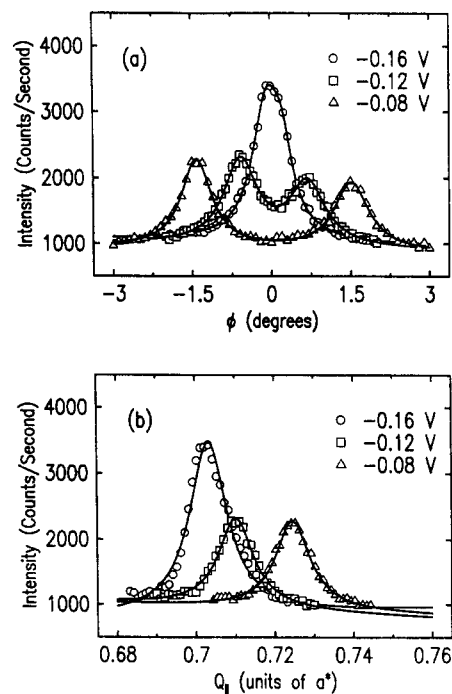 4000
3000
2000
1000
Intensity (Counts/Second)
(a)
○ −0.16 V
□ −0.12 V
△ −0.08 V
−3 −1.5 0 1.5 3
ϕ (degrees)
4000
3000
2000
1000
Intensity (Counts/Second)
(b)
○ −0.16 V
□ −0.12 V
△ −0.08 V
0.68 0.70 0.72 0.74 0.76
Q∥ (units of a*)